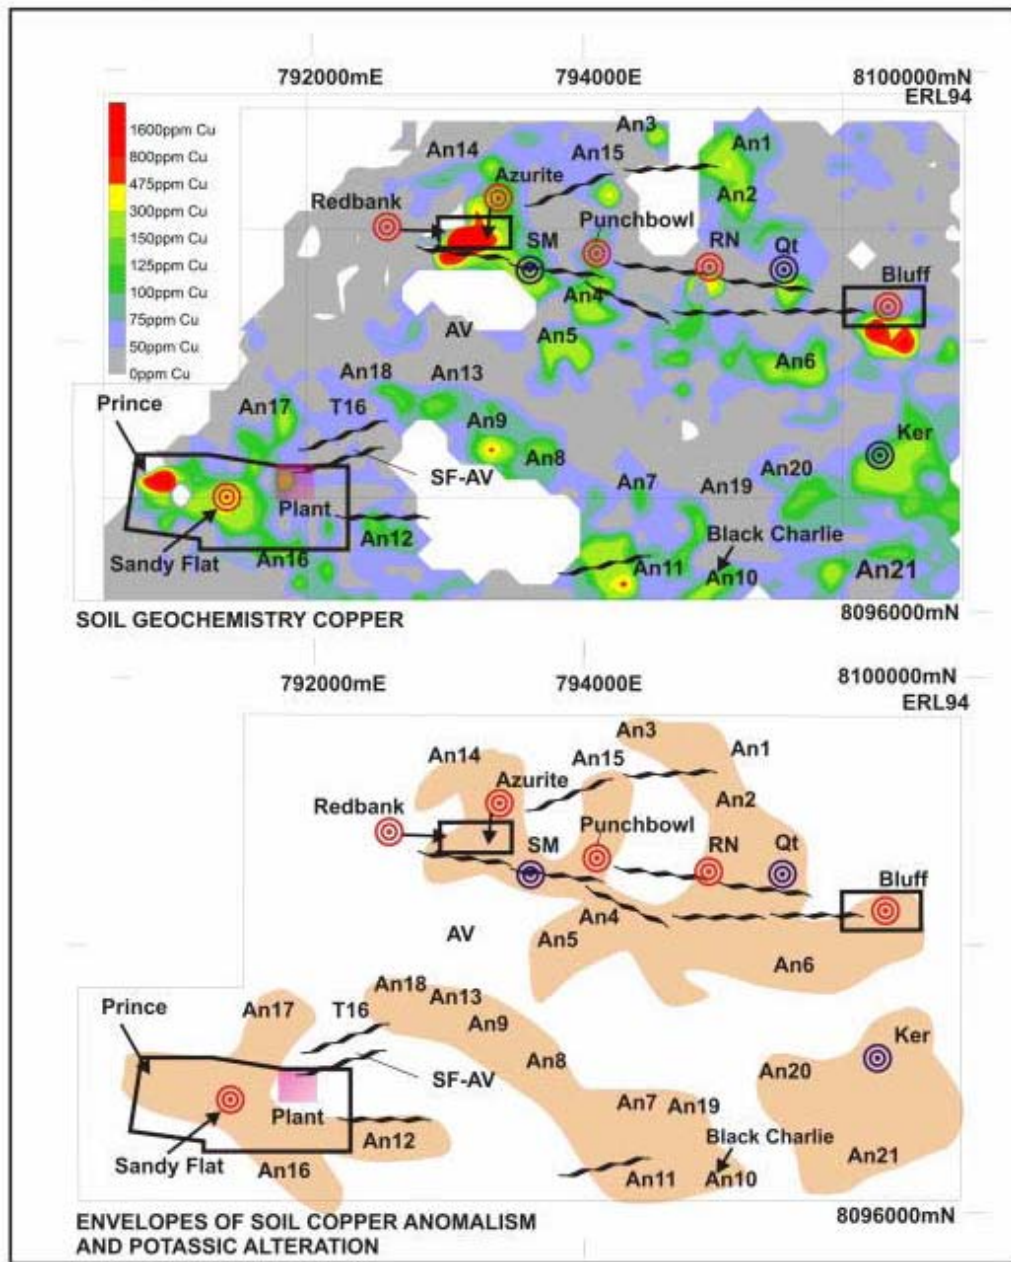 792000mE 794000E 8100000mN
ERL94
1600ppm Cu
800ppm Cu
475ppm Cu
300ppm Cu
150ppm Cu
125ppm Cu
100ppm Cu
75ppm Cu
50ppm Cu
0ppm Cu
An3
An14 An15 An1
Azurite
An2
Redbank Punchbowl
SM RN Qt
Bluff
An4
AV An5
An6
An18 An13
Prince An17 T16
An9 Ker
An8 An20
SF-AV An7 An19
Plant
Black Charlie
Sandy Flat An16 An12
An11 An10 An21
8096000mN
SOIL GEOCHEMISTRY COPPER
792000mE 794000E 8100000mN
ERL94
An3
An14 An15 An1
Azurite
An2
Redbank Punchbowl
SM RN Qt
Bluff
An4
AV An5
An6
An18
Prince An17 T16 An13
An9 Ker
An8 An20
SF-AV
An7 An19
Plant
Black Charlie
An12
Sandy Flat An16 An21
An11 An10
8096000mN
ENVELOPES OF SOIL COPPER ANOMALISM
AND POTASSIC ALTERATION